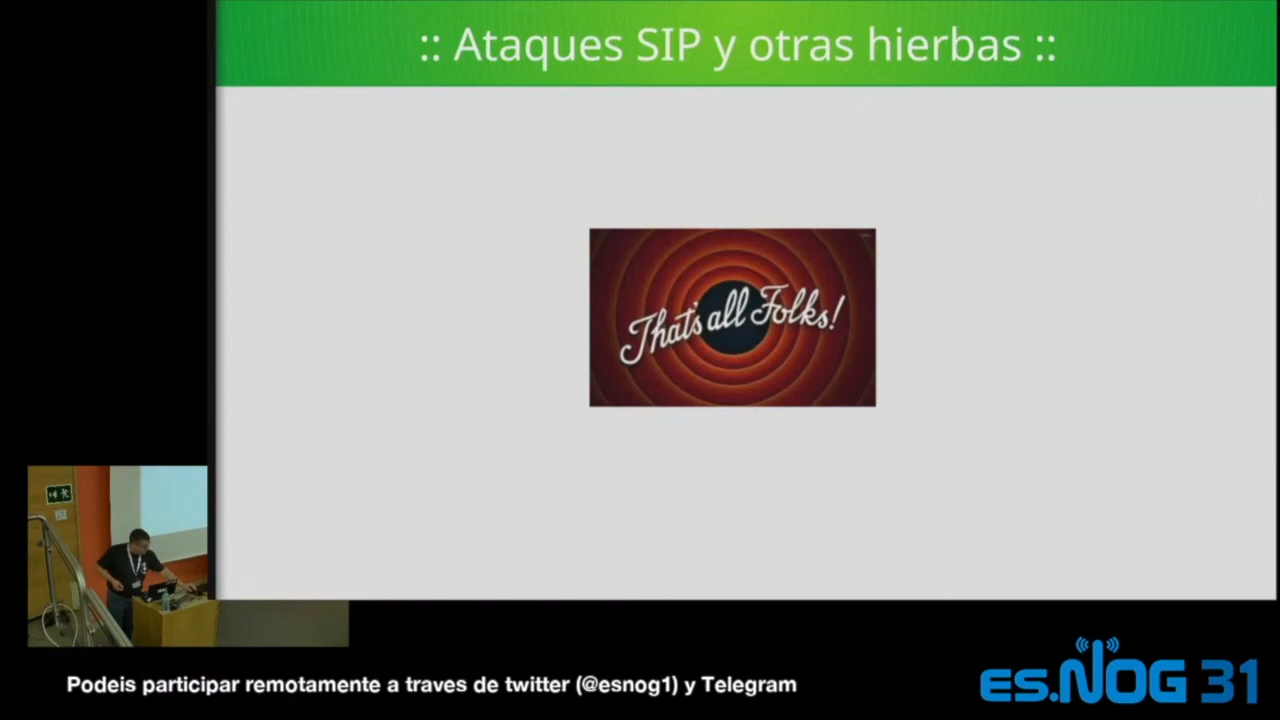 :: Ataques SIP y otras hierbas ::
That's all Folks!
Podeis participar remotamente a traves de twitter (@esnog1) y Telegram
es.NOG 31